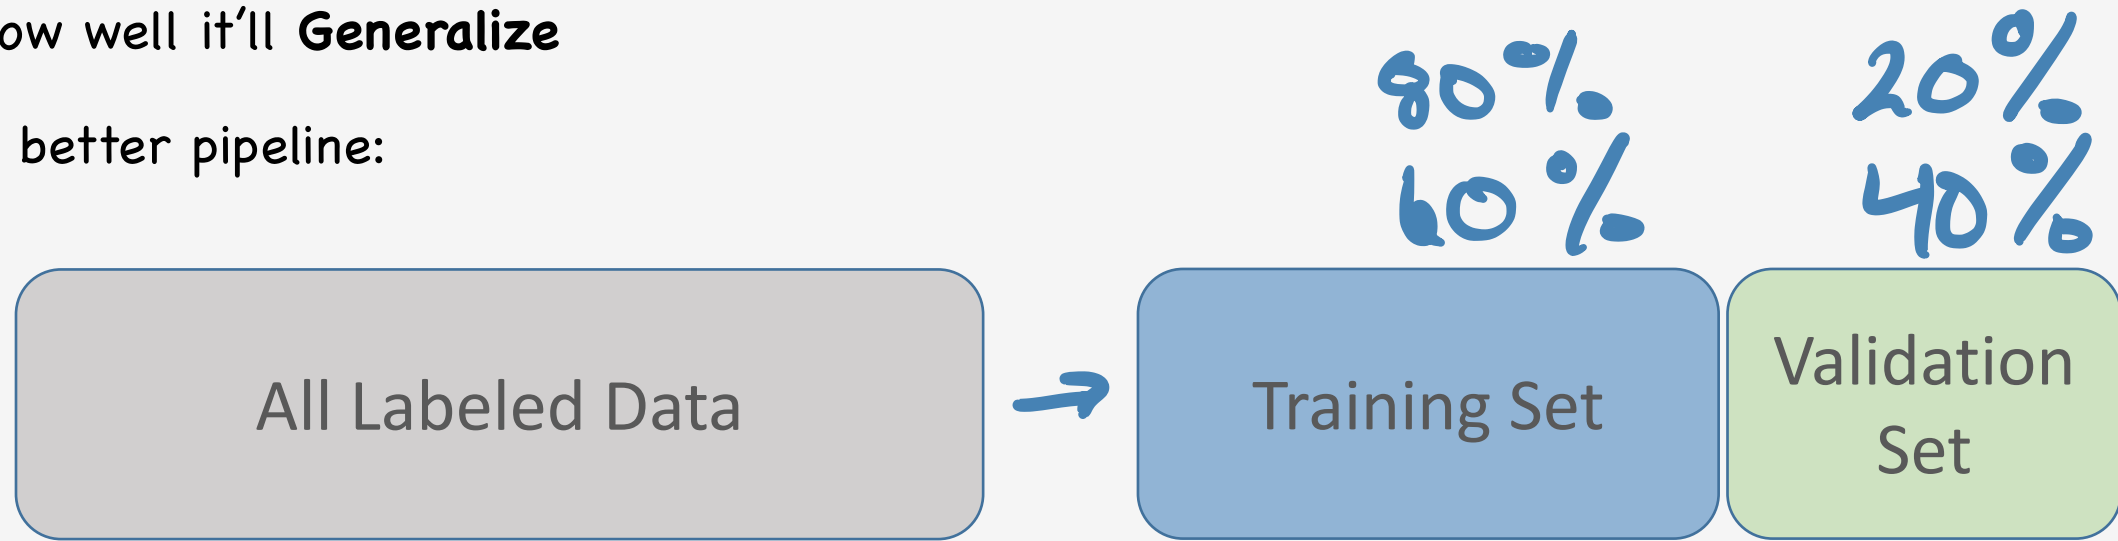 ow well it'll Generalize
better pipeline:
80% 20%
60% 40%
All Labeled Data
Training Set
Validation
Set